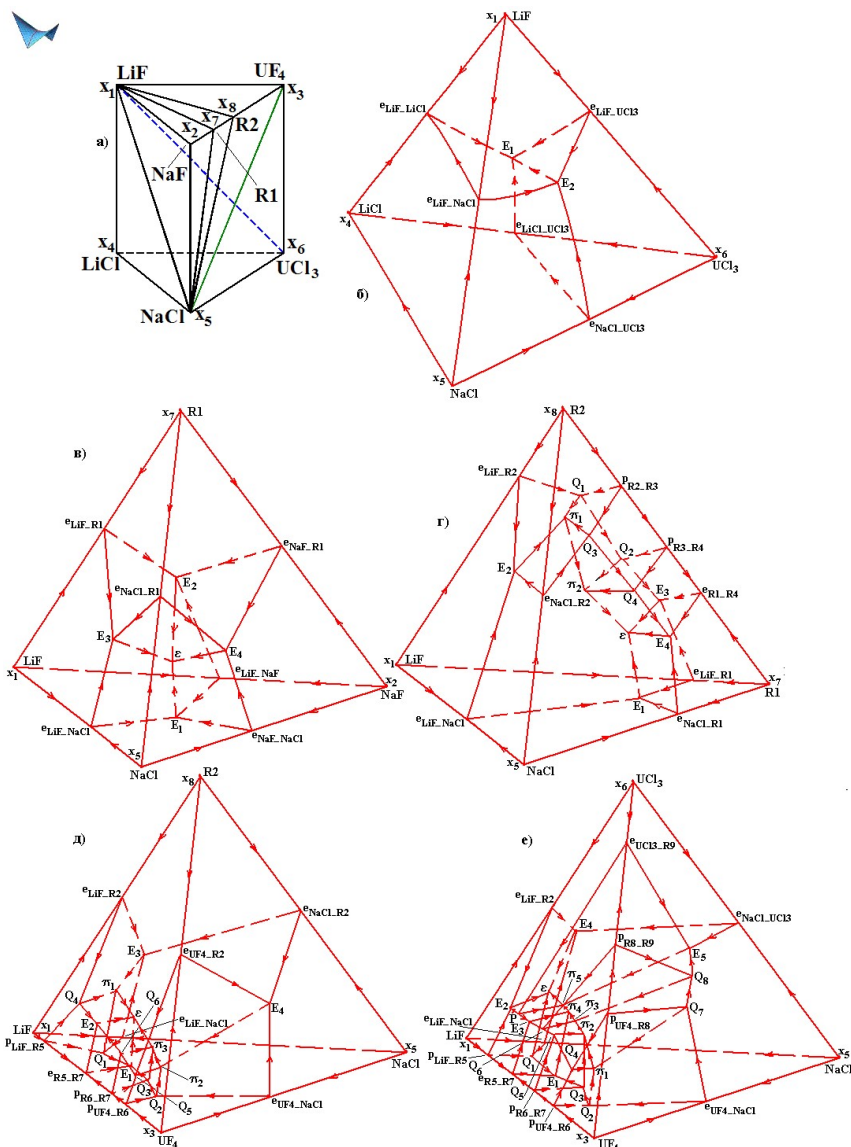 а)
LiF
x1
UF4
x3
x8
R2
x7
x2
NaF
R1
x4
LiCl
x6
UCl3
NaCl
x5
б)
x1
LiF
eLiF_LiCl
eLiF_UCl3
E1
E2
eLiF_NaCl
LiCl
x4
eLiCl_UCl3
x6
UCl3
eNaCl_UCl3
x5
NaCl
в)
x7
R1
eLiF_R1
eNaF_R1
E2
eNaCl_R1
E3
ε
E4
LiF
x1
eLiF_NaF
x2
NaF
eLiF_NaCl
E1
eNaF_NaCl
x5
NaCl
г)
x8
R2
eLiF_R2
Q1
pR2_R3
π1
Q3
Q2
pR3_R4
E2
π2
eNaCl_R2
Q4
E3
eR1_R4
ε
E4
x1
LiF
eLiF_R1
x7
R1
eLiF_NaCl
E1
eNaCl_R1
x5
NaCl
д)
x8
R2
eLiF_R2
eNaCl_R2
E3
eUF4_R2
Q4
π1
Q6
E4
LiF
x1
E2
ε
eLiF_NaCl
pLiF_R5
π3
x5
NaCl
Q1
eR5_R7
E1
π2
pR6_R7
Q3
pUF4_R6
Q2
Q5
eUF4_NaCl
x3
UF4
е)
x6
UCl3
eUCl3_R9
eLiF_R2
E4
eNaCl_UCl3
pR8_R9
E5
π5
ε
Q8
E2
P
π4
π3
eLiF_NaCl
E3
π2
pUF4_R8
Q7
LiF
x1
pLiF_R5
Q4
x5
NaCl
Q6
Q1
eR5_R7
E1
π1
Q5
Q3
pR6_R7
Q2
pUF4_R6
eUF4_NaCl
x3
UF4